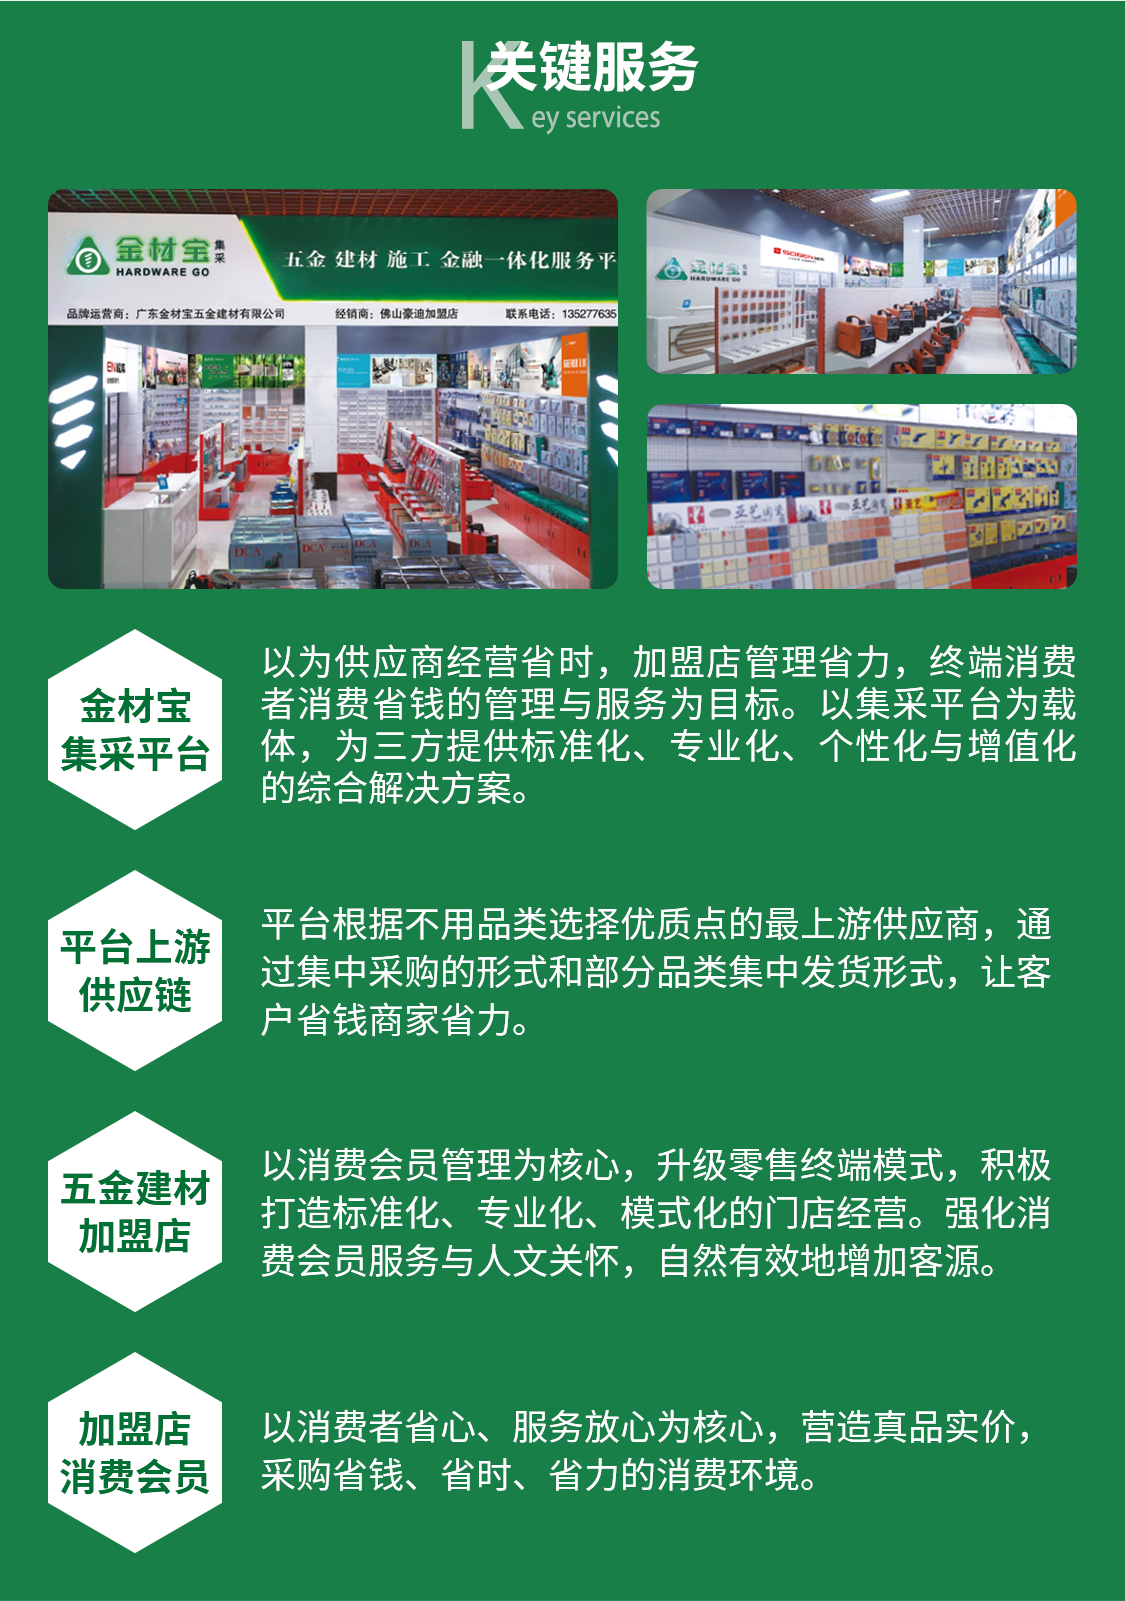 关键服务
Key services
金材宝 集采
HARDWARE GO
五金 建材 施工 金融一体化服务平
品牌运营商：广东金材宝五金建材有限公司 经销商：佛山豪迪加盟店 联系电话：135277635
金材宝
HARDWARE GO
DCA
DCA
DCA
DCA
金材宝
集采平台
以为供应商经营省时，加盟店管理省力，终端消费
者消费省钱的管理与服务为目标。以集采平台为载
体，为三方提供标准化、专业化、个性化与增值化
的综合解决方案。
平台上游
供应链
平台根据不用品类选择优质点的最上游供应商，通
过集中采购的形式和部分品类集中发货形式，让客
户省钱商家省力。
五金建材
加盟店
以消费会员管理为核心，升级零售终端模式，积极
打造标准化、专业化、模式化的门店经营。强化消
费会员服务与人文关怀，自然有效地增加客源。
加盟店
消费会员
以消费者省心、服务放心为核心，营造真品实价，
采购省钱、省时、省力的消费环境。